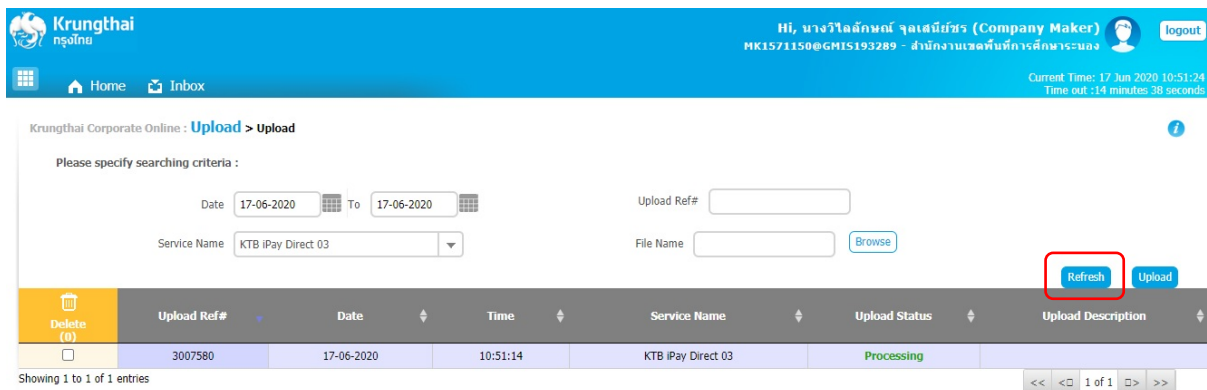 Krungthai
กรุงไทย
Hi, นางวิไลลักษณ์ จุลเสนีย์ชร (Company Maker)
logout
MK1571150@GMIS193289 - สำนักงานเขตพื้นที่การศึกษาระนอง
Home Inbox
Current Time: 17 Jun 2020 10:51:24
Time out :14 minutes 38 seconds
Krungthai Corporate Online : Upload > Upload
Please specify searching criteria :
Date 17-06-2020 To 17-06-2020 Upload Ref#
Service Name KTB iPay Direct 03 File Name Browse
Refresh Upload
Delete (0) Upload Ref# Date Time Service Name Upload Status Upload Description
3007580 17-06-2020 10:51:14 KTB iPay Direct 03 Processing
Showing 1 to 1 of 1 entries << < 1 of 1 > >>